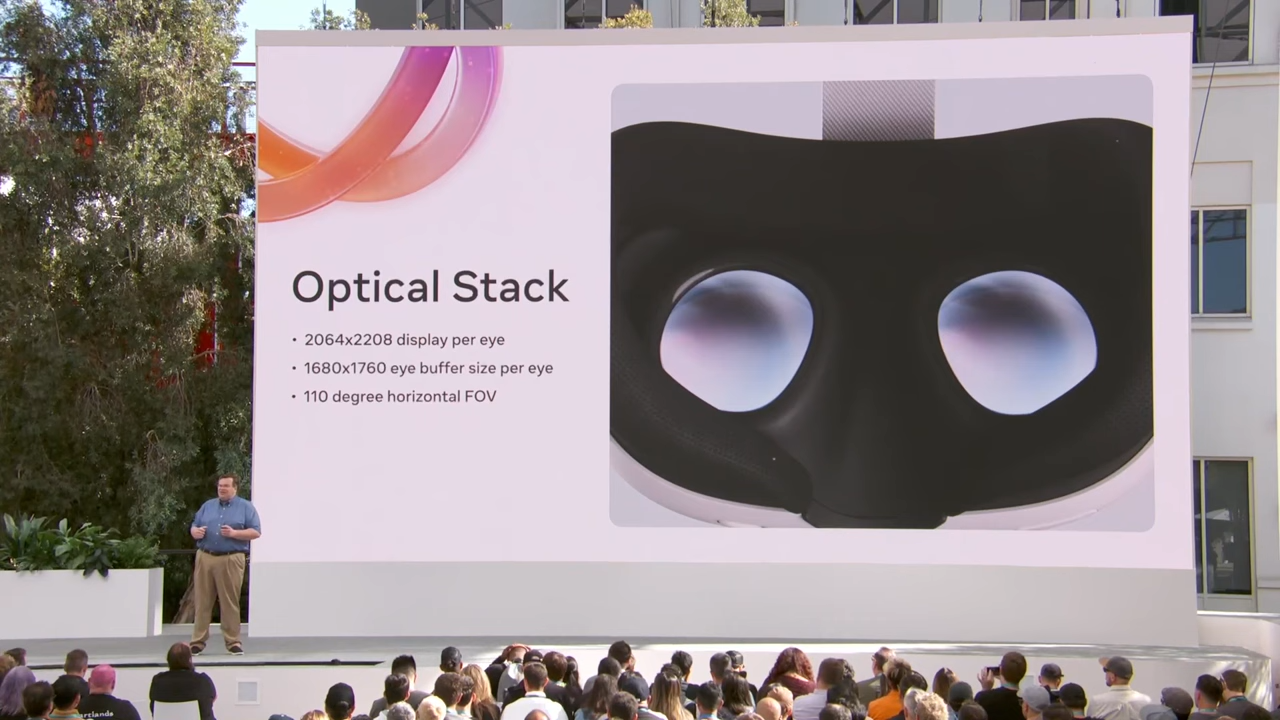 Optical Stack
• 2064x2208 display per eye
• 1680x1760 eye buffer size per eye
• 110 degree horizontal FOV